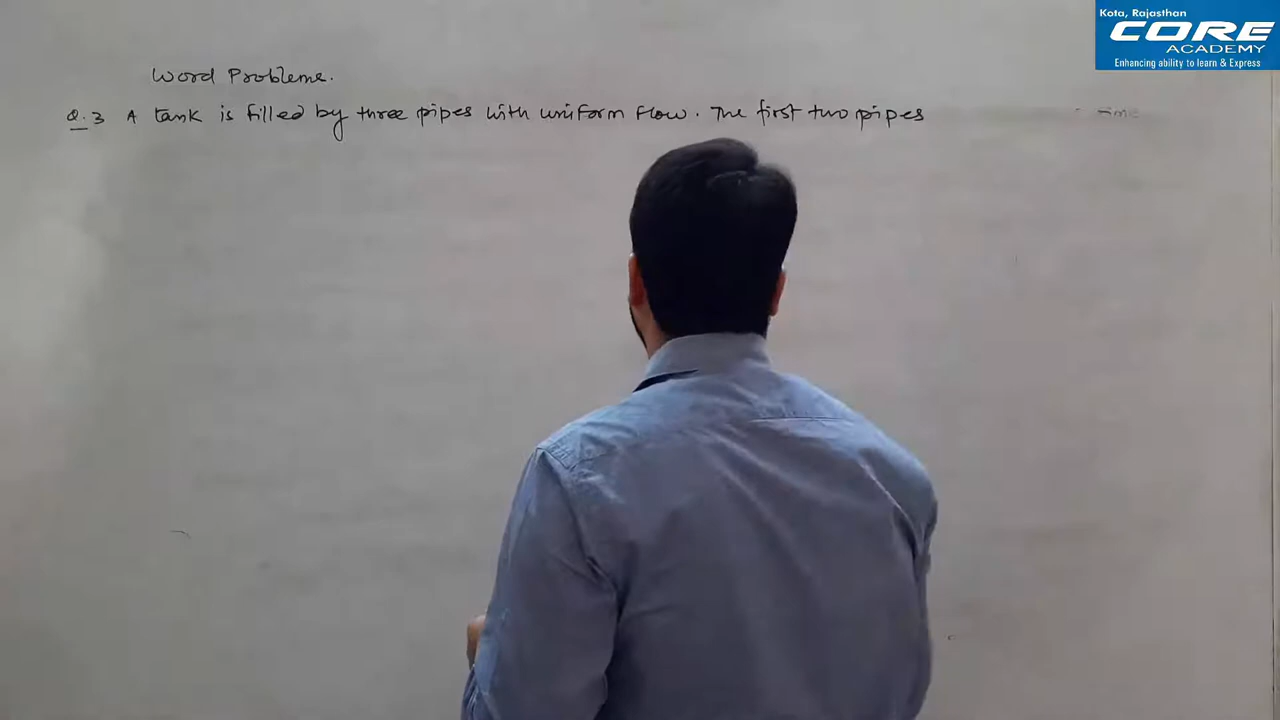 Kota, Rajasthan
CORE
ACADEMY
Enhancing ability to learn & Express
Word Probleme.
Q.3 A tank is filled by three pipes with uniform flow. The first two pipes time